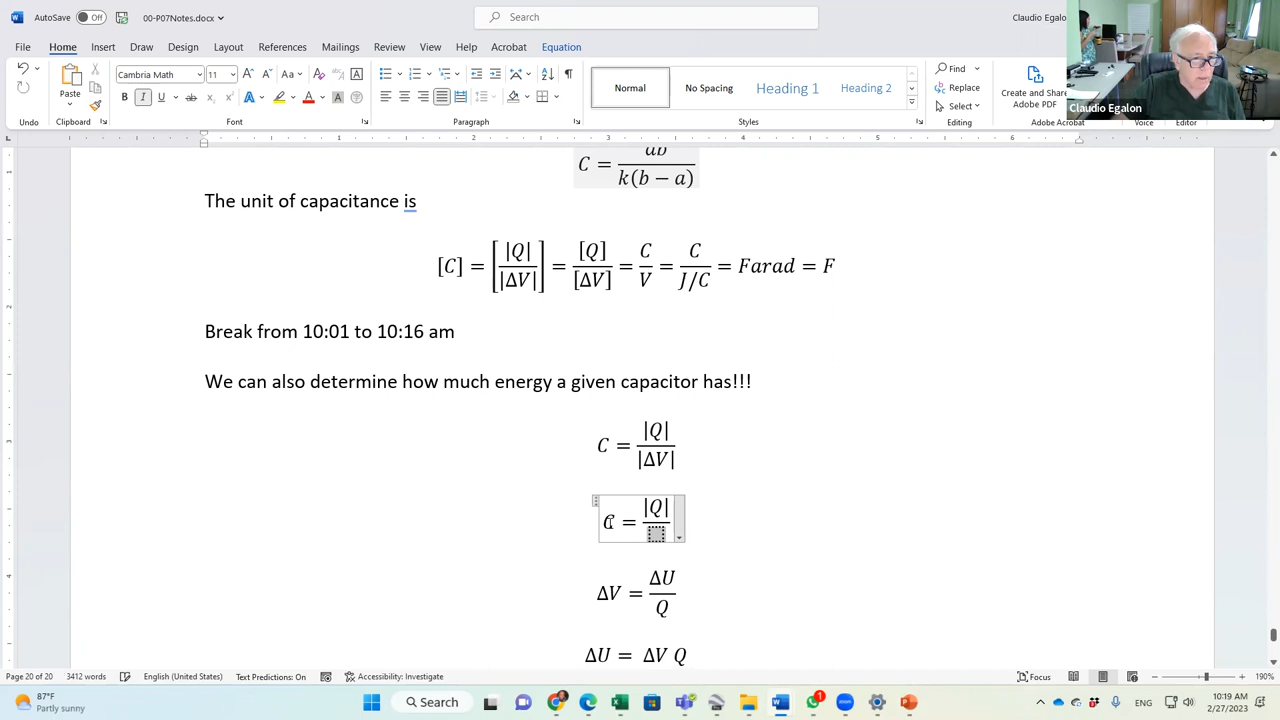 AutoSave Off 00-P07Notes.docx Search Claudio Egalon
File Home Insert Draw Design Layout References Mailings Review View Help Acrobat Equation
Cambria Math 11
Paste
Normal No Spacing Heading 1 Heading 2
Find
Replace
Select
Create and Share
Adobe PDF
Undo Clipboard Font Paragraph Styles Editing Adobe Acrobat Voice Editor
Claudio Egalon
C = ab / k(b − a)
The unit of capacitance is
[C] = [|Q| / |ΔV|] = [Q] / [ΔV] = C / V = C / J/C = Farad = F
Break from 10:01 to 10:16 am
We can also determine how much energy a given capacitor has!!!
C = |Q| / |ΔV|
C = |Q|
ΔV = ΔU / Q
ΔU = ΔV Q
Page 20 of 20 3412 words English (United States) Text Predictions: On Accessibility: Investigate Focus 190%
87°F
Partly sunny
Search
1
zoom
ENG
10:19 AM
2/27/2023